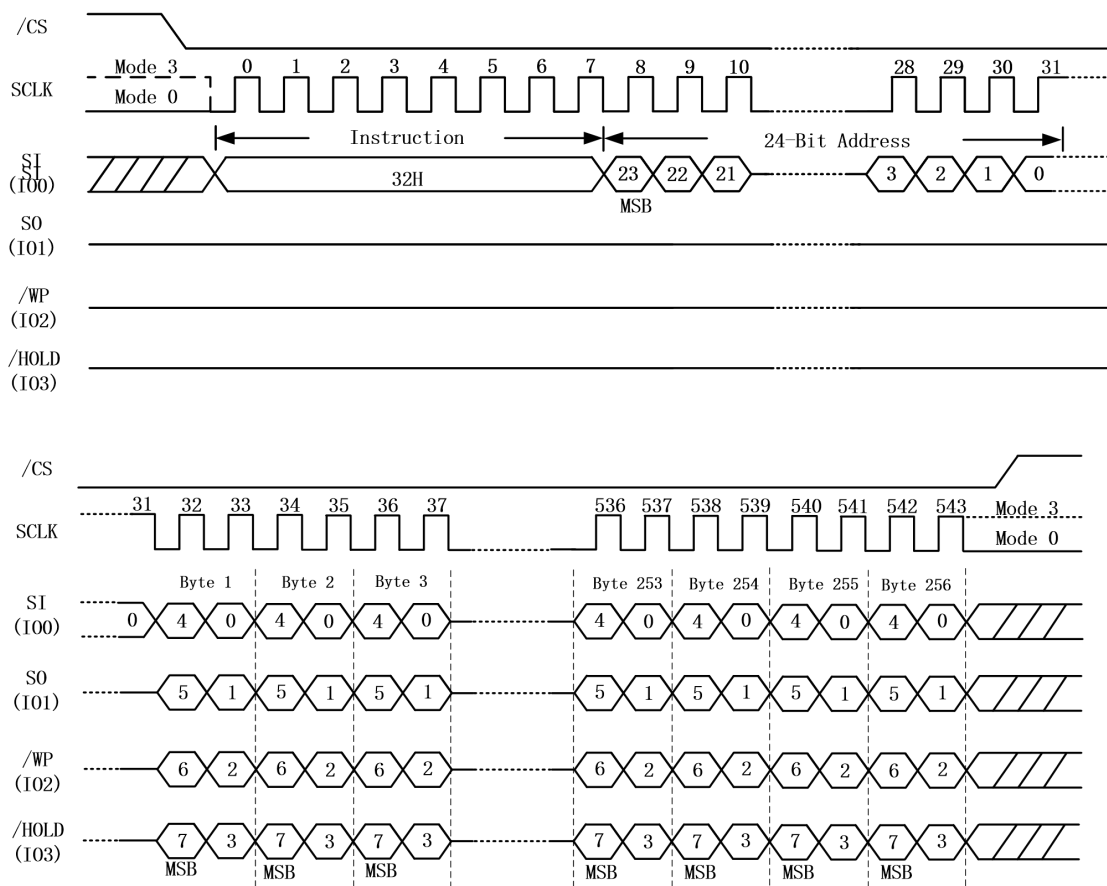 /CS
Mode 3
SCLK
Mode 0
0 1 2 3 4 5 6 7 8 9 10 28 29 30 31
Instruction
24-Bit Address
SI
SI
(IO0)
32H
23 22 21 3 2 1 0
MSB
SO
(IO1)
/WP
(IO2)
/HOLD
(IO3)
/CS
31 32 33 34 35 36 37 536 537 538 539 540 541 542 543
Mode 3
SCLK
Mode 0
Byte 1 Byte 2 Byte 3 Byte 253 Byte 254 Byte 255 Byte 256
SI
(IO0)
0 4 0 4 0 4 0 4 0 4 0 4 0 4 0
SO
(IO1)
5 1 5 1 5 1 5 1 5 1 5 1 5 1
/WP
(IO2)
6 2 6 2 6 2 6 2 6 2 6 2 6 2
/HOLD
(IO3)
7 3 7 3 7 3 7 3 7 3 7 3 7 3
MSB MSB MSB MSB MSB MSB MSB